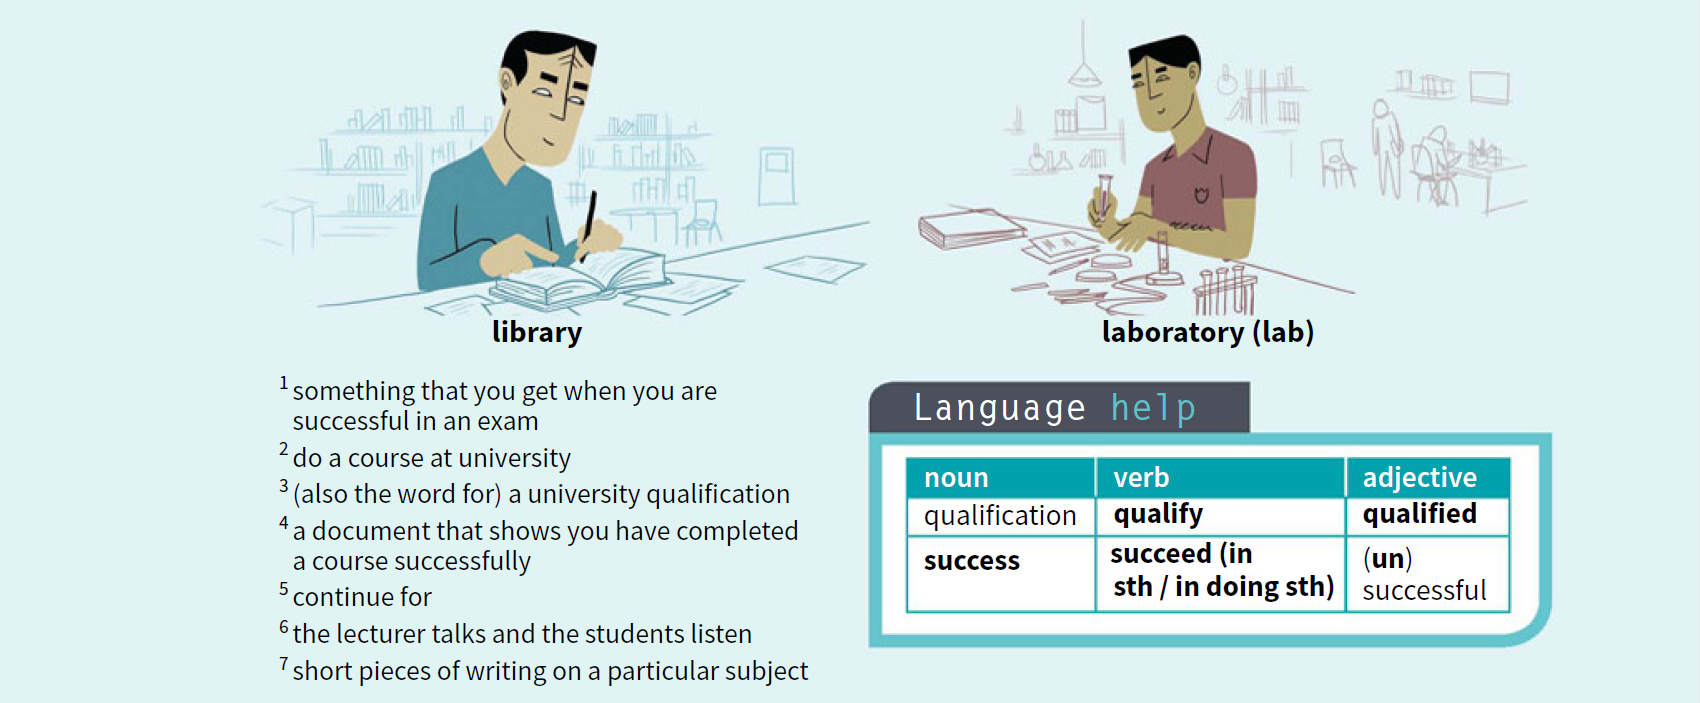 library
laboratory (lab)
1 something that you get when you are
successful in an exam
2 do a course at university
3 (also the word for) a university qualification
4 a document that shows you have completed
a course successfully
5 continue for
6 the lecturer talks and the students listen
7 short pieces of writing on a particular subject
Language help
noun verb adjective
qualification qualify qualified
success succeed (in sth / in doing sth) (un) successful